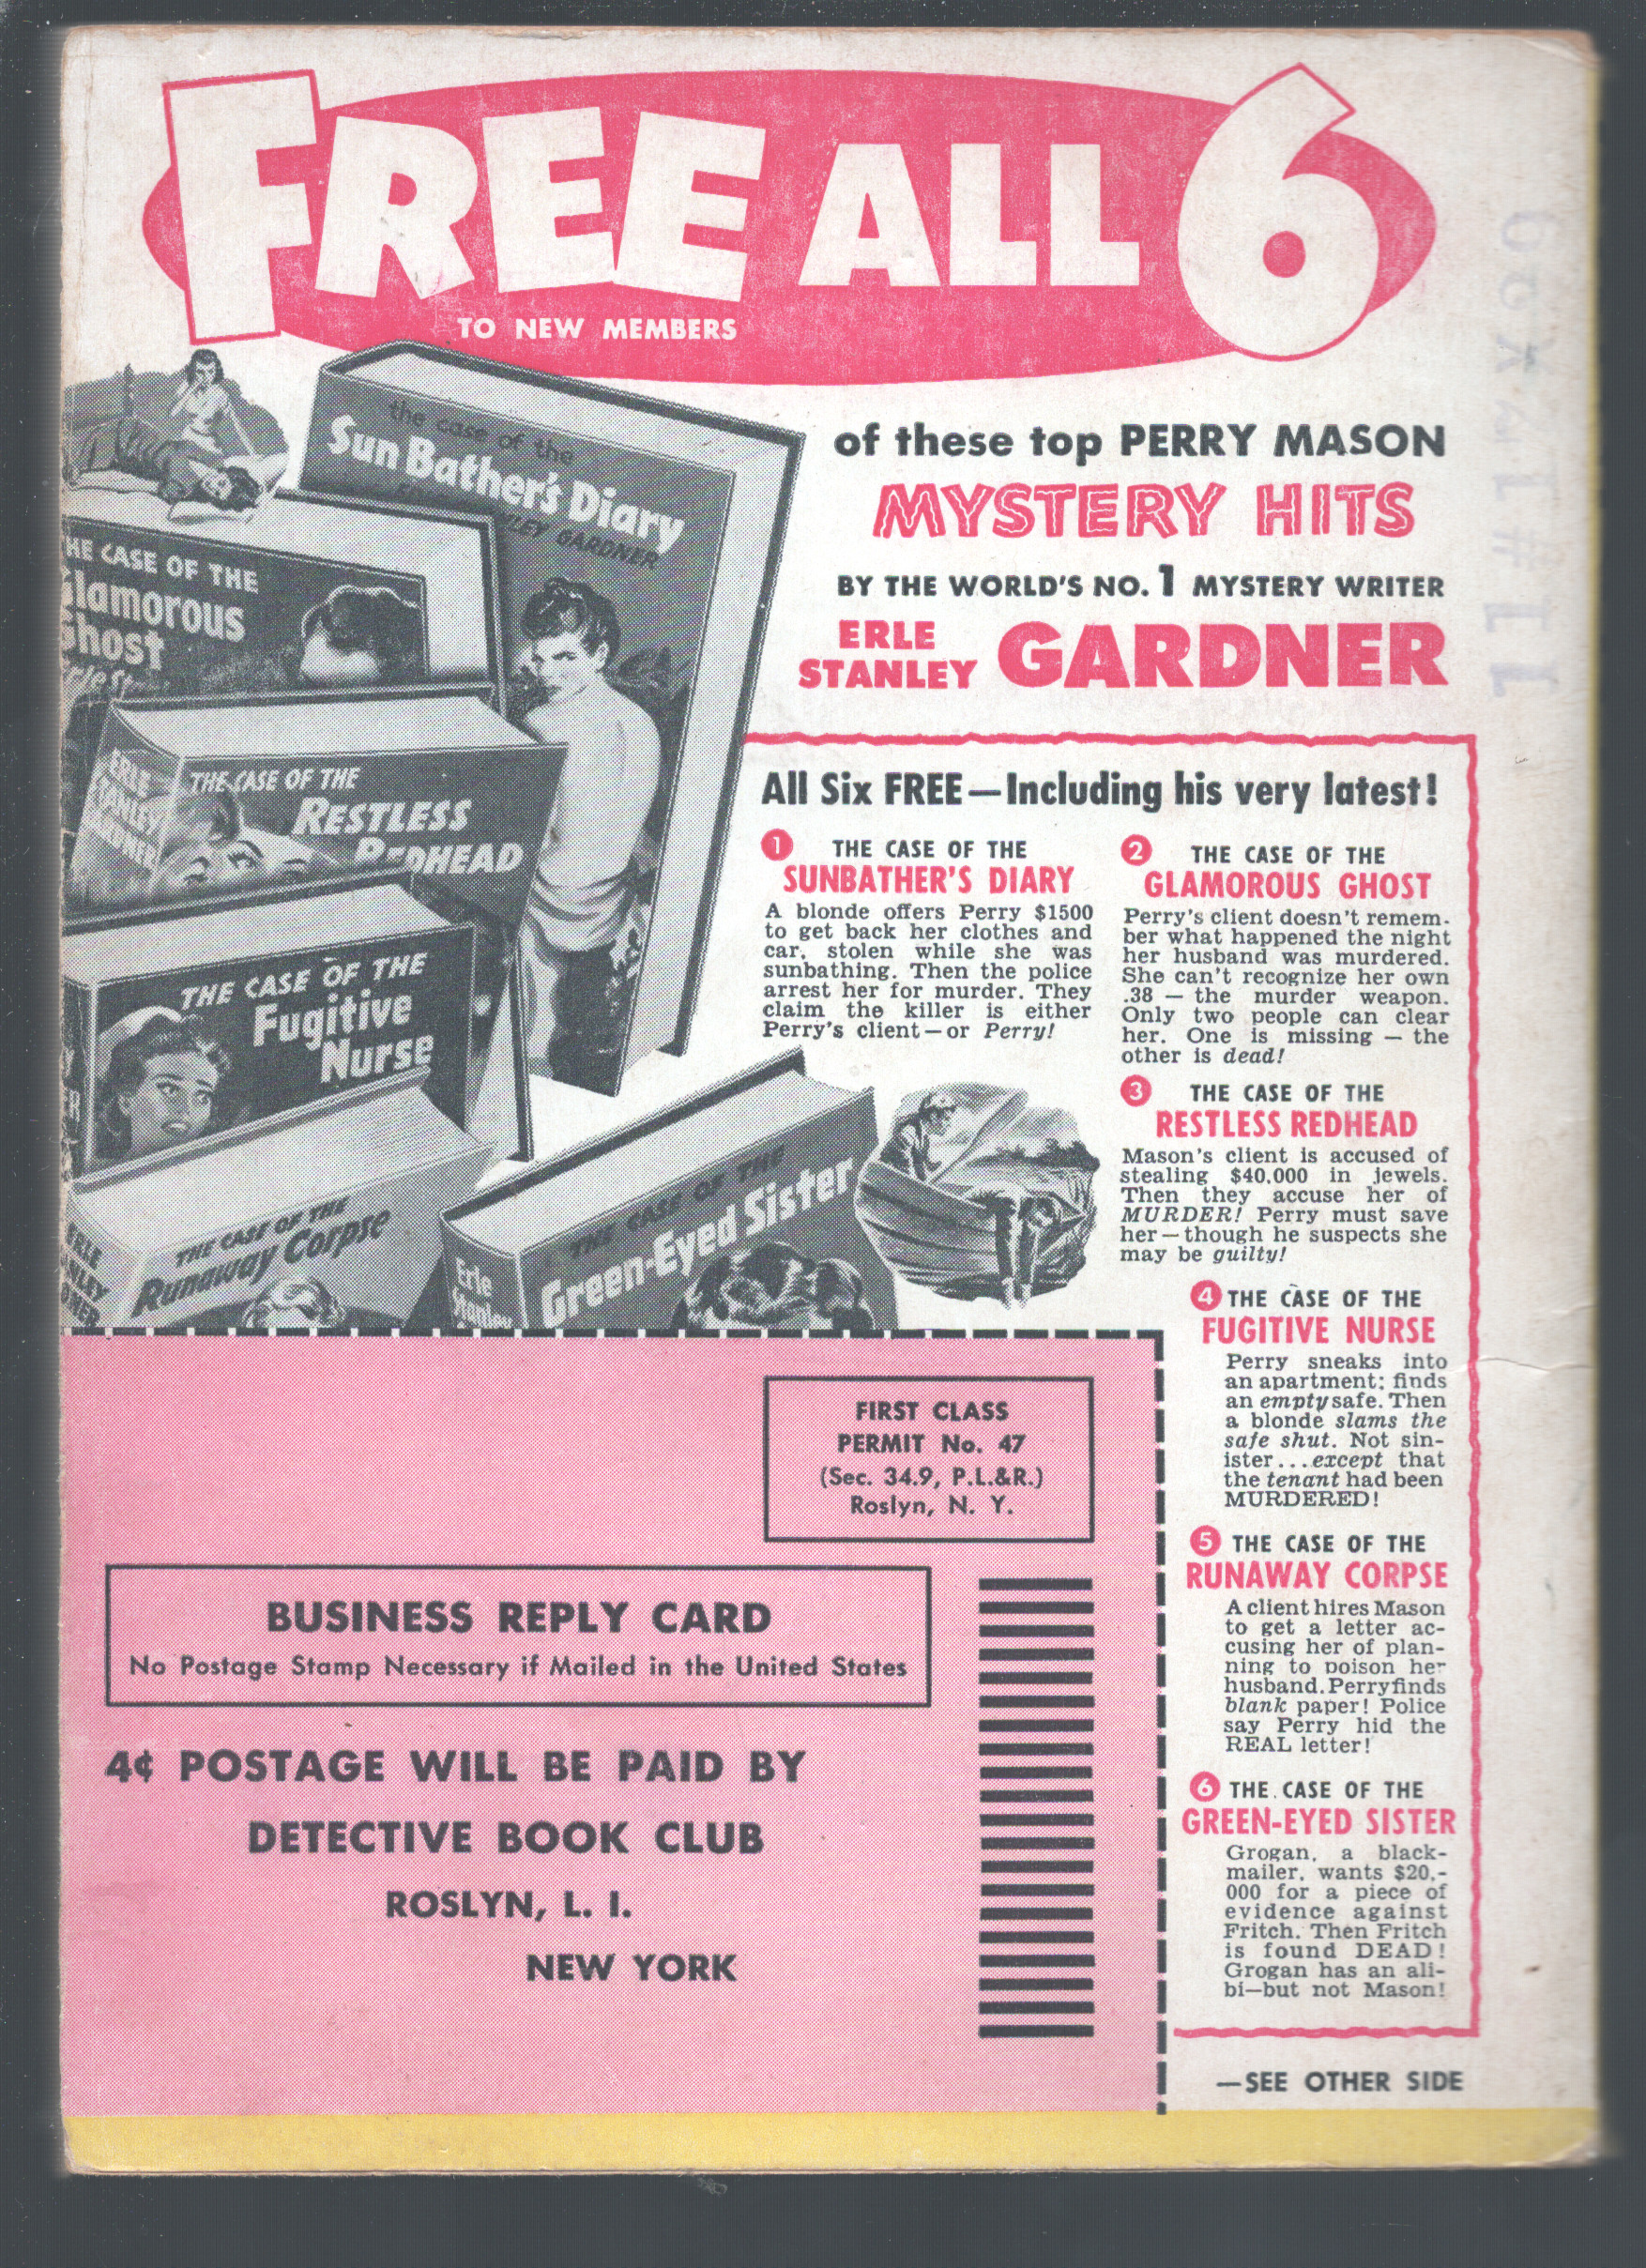 FREE ALL 6
TO NEW MEMBERS
of these top PERRY MASON
MYSTERY HITS
BY THE WORLD'S NO. 1 MYSTERY WRITER
ERLE
STANLEY GARDNER
the case of the
Sun Bather's Diary
GARDNER
HE CASE OF THE
lamorous
host
ERLE
STANLEY
GARDNER
THE CASE OF THE
RESTLESS
REDHEAD
THE CASE OF THE
Fugitive
Nurse
ERLE
NLEY
DNER
THE CASE OF THE
Runaway Corpse
Erle
Stanley
THE CASE OF THE
Green-Eyed Sister
All Six FREE—Including his very latest!
1 THE CASE OF THE
SUNBATHER'S DIARY
A blonde offers Perry $1500
to get back her clothes and
car, stolen while she was
sunbathing. Then the police
arrest her for murder. They
claim the killer is either
Perry's client—or Perry!
2 THE CASE OF THE
GLAMOROUS GHOST
Perry's client doesn't remem-
ber what happened the night
her husband was murdered.
She can't recognize her own
.38 — the murder weapon.
Only two people can clear
her. One is missing — the
other is dead!
3 THE CASE OF THE
RESTLESS REDHEAD
Mason's client is accused of
stealing $40,000 in jewels.
Then they accuse her of
MURDER! Perry must save
her—though he suspects she
may be guilty!
4 THE CASE OF THE
FUGITIVE NURSE
Perry sneaks into
an apartment; finds
an empty safe. Then
a blonde slams the
safe shut. Not sin-
ister...except that
the tenant had been
MURDERED!
5 THE CASE OF THE
RUNAWAY CORPSE
A client hires Mason
to get a letter ac-
cusing her of plan-
ning to poison her
husband. Perry finds
blank paper! Police
say Perry hid the
REAL letter!
6 THE CASE OF THE
GREEN-EYED SISTER
Grogan, a black-
mailer, wants $20,-
000 for a piece of
evidence against
Fritch. Then Fritch
is found DEAD!
Grogan has an ali-
bi—but not Mason!
—SEE OTHER SIDE
FIRST CLASS
PERMIT No. 47
(Sec. 34.9, P.L.&R.)
Roslyn, N. Y.
BUSINESS REPLY CARD
No Postage Stamp Necessary if Mailed in the United States
4¢ POSTAGE WILL BE PAID BY
DETECTIVE BOOK CLUB
ROSLYN, L. I.
NEW YORK